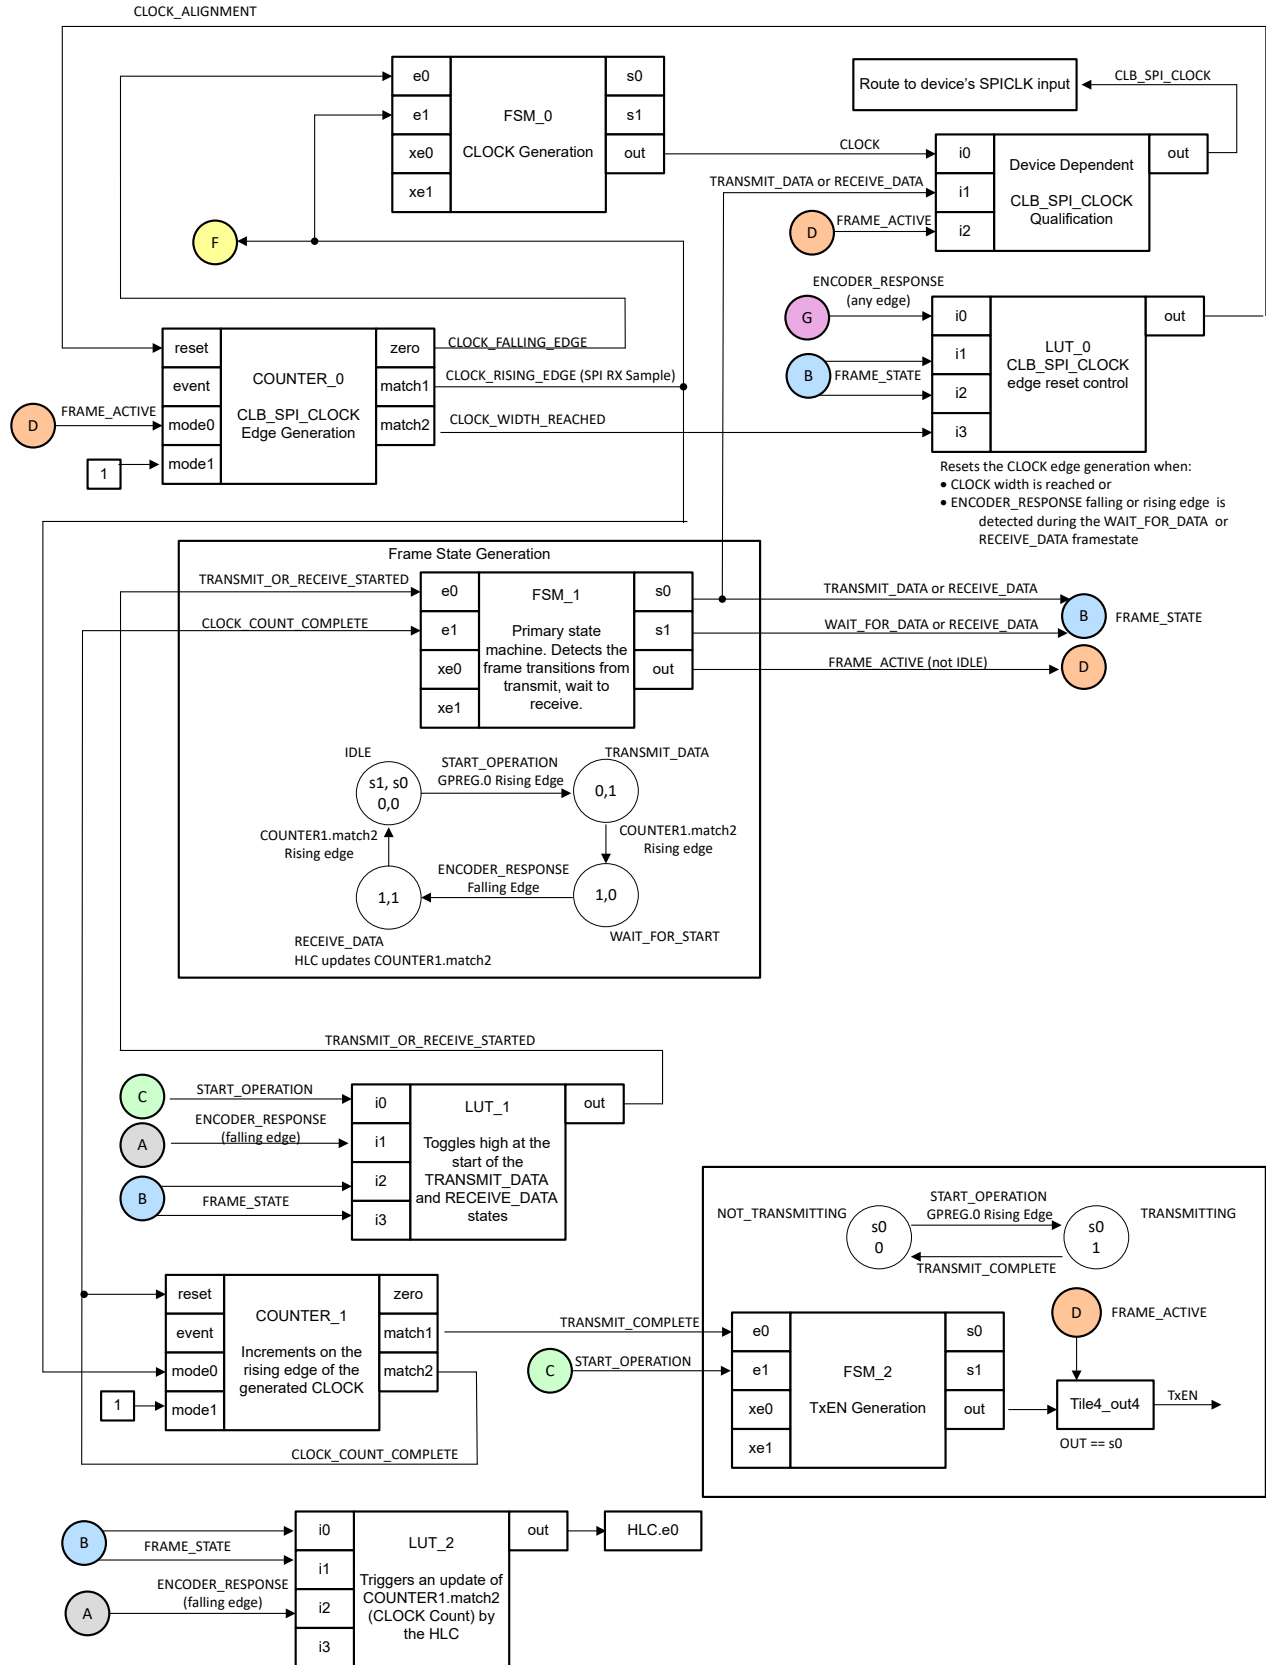 CLOCK_ALIGNMENT
e0
e1
xe0
xe1
FSM_0
CLOCK Generation
s0
s1
out
Route to device's SPICLK input
CLB_SPI_CLOCK
CLOCK
TRANSMIT_DATA or RECEIVE_DATA
D
FRAME_ACTIVE
i0
i1
i2
Device Dependent
CLB_SPI_CLOCK
Qualification
out
F
ENCODER_RESPONSE
(any edge)
G
B
FRAME_STATE
i0
i1
i2
i3
LUT_0
CLB_SPI_CLOCK
edge reset control
out
Resets the CLOCK edge generation when:
• CLOCK width is reached or
• ENCODER_RESPONSE falling or rising edge is
detected during the WAIT_FOR_DATA or
RECEIVE_DATA framestate
D
FRAME_ACTIVE
1
reset
event
mode0
mode1
COUNTER_0
CLB_SPI_CLOCK
Edge Generation
zero
match1
match2
CLOCK_FALLING_EDGE
CLOCK_RISING_EDGE (SPI RX Sample)
CLOCK_WIDTH_REACHED
Frame State Generation
TRANSMIT_OR_RECEIVE_STARTED
CLOCK_COUNT_COMPLETE
e0
e1
xe0
xe1
FSM_1
Primary state
machine. Detects the
frame transitions from
transmit, wait to
receive.
s0
s1
out
TRANSMIT_DATA or RECEIVE_DATA
WAIT_FOR_DATA or RECEIVE_DATA
FRAME_ACTIVE (not IDLE)
B
FRAME_STATE
D
IDLE
s1, s0
0,0
START_OPERATION
GPREG.0 Rising Edge
TRANSMIT_DATA
0,1
COUNTER1.match2
Rising edge
COUNTER1.match2
Rising edge
ENCODER_RESPONSE
Falling Edge
1,1
1,0
RECEIVE_DATA
HLC updates COUNTER1.match2
WAIT_FOR_START
TRANSMIT_OR_RECEIVE_STARTED
C
START_OPERATION
A
ENCODER_RESPONSE
(falling edge)
B
FRAME_STATE
i0
i1
i2
i3
LUT_1
Toggles high at the
start of the
TRANSMIT_DATA
and RECEIVE_DATA
states
out
NOT_TRANSMITTING
s0
0
START_OPERATION
GPREG.0 Rising Edge
TRANSMIT_COMPLETE
s0
1
TRANSMITTING
reset
event
mode0
mode1
1
COUNTER_1
Increments on the
rising edge of the
generated CLOCK
zero
match1
match2
CLOCK_COUNT_COMPLETE
TRANSMIT_COMPLETE
C
START_OPERATION
e0
e1
xe0
xe1
FSM_2
TxEN Generation
s0
s1
out
D
FRAME_ACTIVE
Tile4_out4
TxEN
OUT == s0
B
FRAME_STATE
A
ENCODER_RESPONSE
(falling edge)
i0
i1
i2
i3
LUT_2
Triggers an update of
COUNTER1.match2
(CLOCK Count) by
the HLC
out
HLC.e0